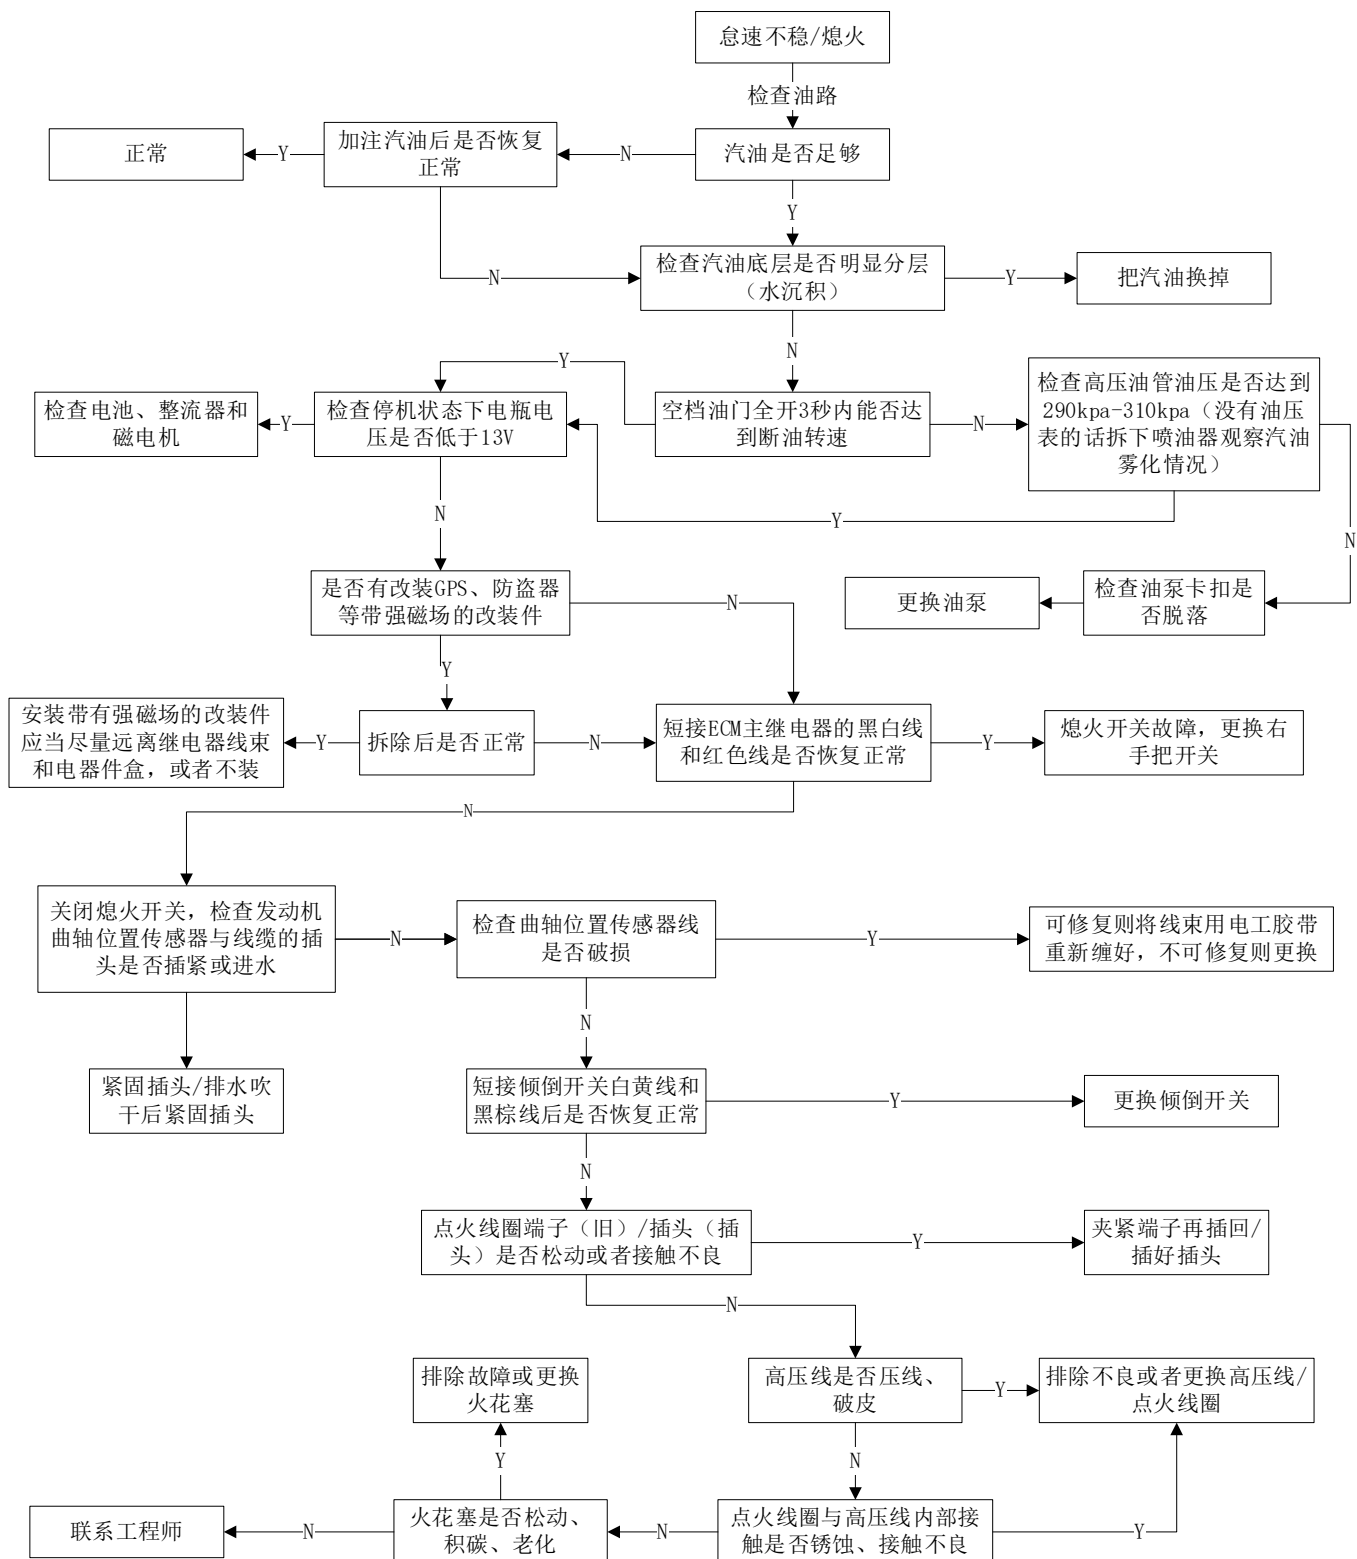 怠速不稳/熄火
检查油路
正常
Y
加注汽油后是否恢复
正常
N
汽油是否足够
Y
N
检查汽油底层是否明显分层
（水沉积）
Y
把汽油换掉
N
Y
检查电池、整流器和
磁电机
Y
检查停机状态下电瓶电
压是否低于13V
空档油门全开3秒内能否达
到断油转速
N
检查高压油管油压是否达到
290kpa-310kpa（没有油压
表的话拆下喷油器观察汽油
雾化情况）
N
Y
N
是否有改装GPS、防盗器
等带强磁场的改装件
N
更换油泵
检查油泵卡扣是
否脱落
Y
安装带有强磁场的改装件
应当尽量远离继电器线束
和电器件盒，或者不装
Y
拆除后是否正常
N
短接ECM主继电器的黑白线
和红色线是否恢复正常
Y
熄火开关故障，更换右
手把开关
N
关闭熄火开关，检查发动机
曲轴位置传感器与线缆的插
头是否插紧或进水
N
检查曲轴位置传感器线
是否破损
Y
可修复则将线束用电工胶带
重新缠好，不可修复则更换
N
紧固插头/排水吹
干后紧固插头
短接倾倒开关白黄线和
黑棕线后是否恢复正常
Y
更换倾倒开关
N
点火线圈端子（旧）/插头（插
头）是否松动或者接触不良
Y
夹紧端子再插回/
插好插头
N
排除故障或更换
火花塞
高压线是否压线、
破皮
Y
排除不良或者更换高压线/
点火线圈
Y
N
联系工程师
N
火花塞是否松动、
积碳、老化
N
点火线圈与高压线内部接
触是否锈蚀、接触不良
Y